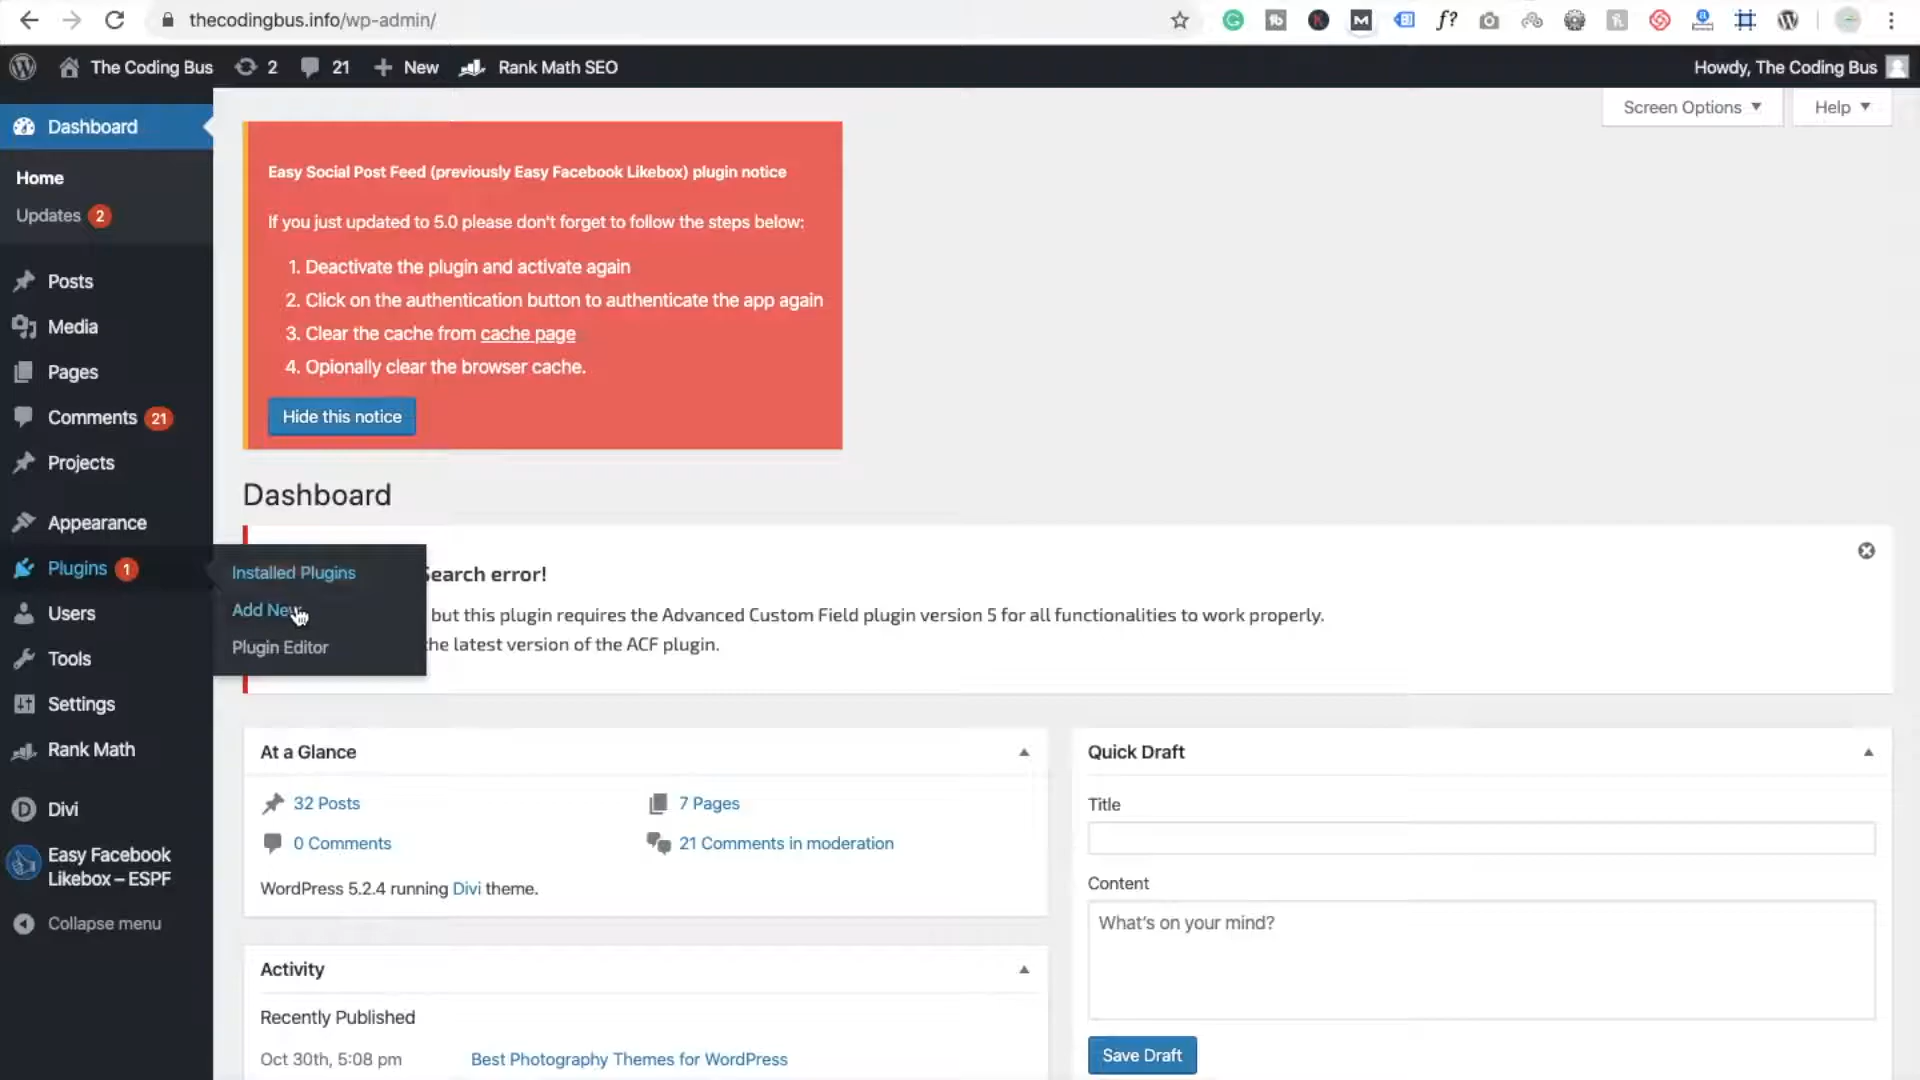 thecodingbus.info/wp-admin/
The Coding Bus 2 21 New Rank Math SEO Howdy, The Coding Bus
Screen Options Help
Dashboard
Home
Updates 2
Posts
Media
Pages
Comments 21
Projects
Appearance
Plugins 1
Users
Tools
Settings
Rank Math
Divi
Easy Facebook
Likebox – ESPF
Collapse menu
Installed Plugins
Add New
Plugin Editor
Easy Social Post Feed (previously Easy Facebook Likebox) plugin notice
If you just updated to 5.0 please don't forget to follow the steps below:
1. Deactivate the plugin and activate again
2. Click on the authentication button to authenticate the app again
3. Clear the cache from cache page
4. Opionally clear the browser cache.
Hide this notice
Dashboard
Search error!
but this plugin requires the Advanced Custom Field plugin version 5 for all functionalities to work properly.
the latest version of the ACF plugin.
At a Glance
32 Posts 7 Pages
0 Comments 21 Comments in moderation
WordPress 5.2.4 running Divi theme.
Activity
Recently Published
Oct 30th, 5:08 pm Best Photography Themes for WordPress
Quick Draft
Title
Content
What's on your mind?
Save Draft